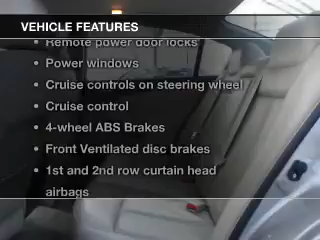 VEHICLE FEATURES
• Remote power door locks
• Power windows
• Cruise controls on steering wheel
• Cruise control
• 4-wheel ABS Brakes
• Front Ventilated disc brakes
• 1st and 2nd row curtain head
airbags